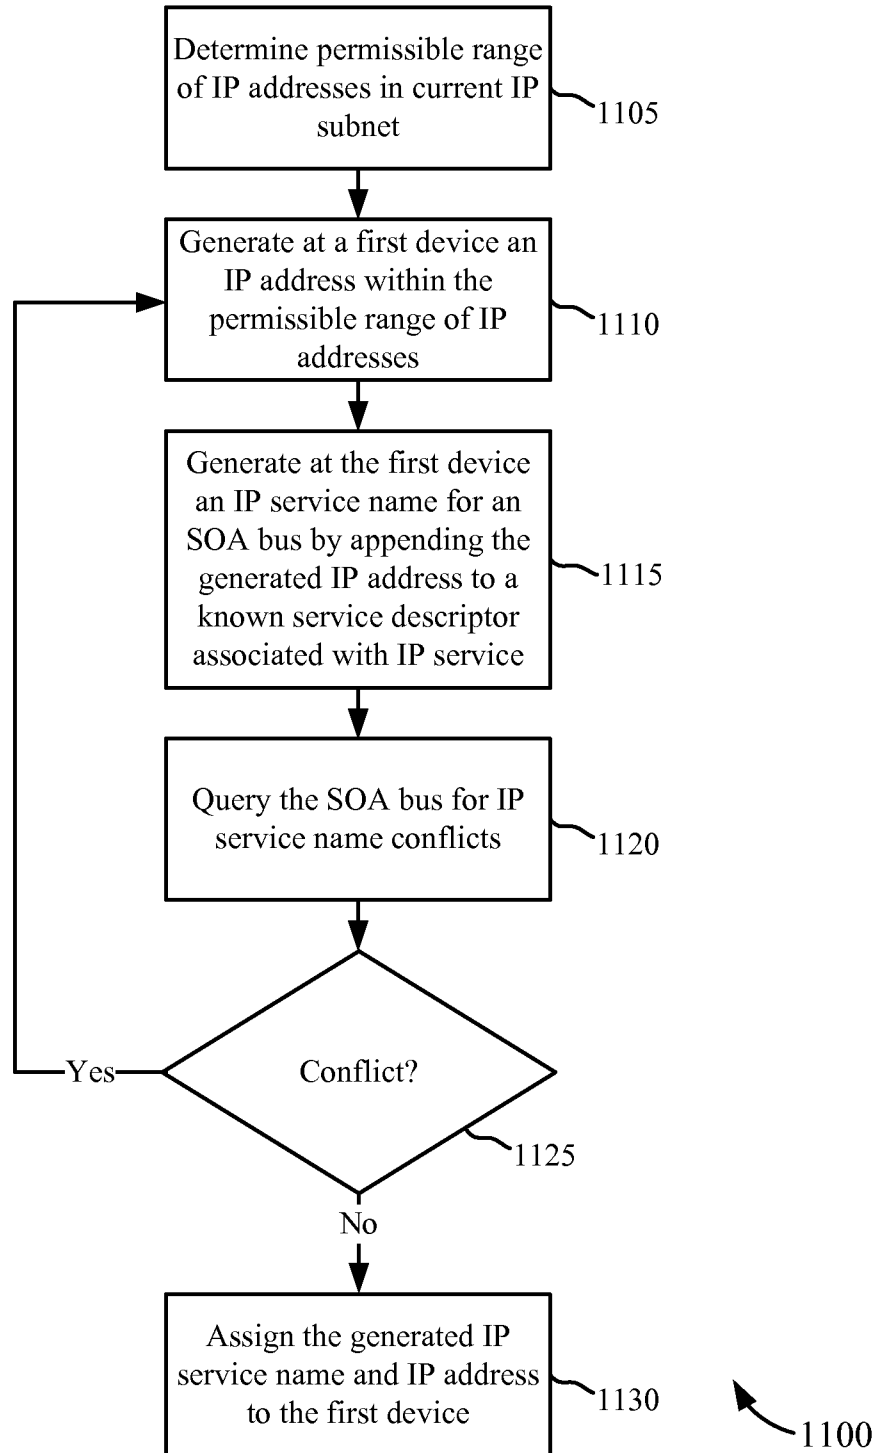 Determine permissible range
of IP addresses in current IP
subnet
1105
Generate at a first device an
IP address within the
permissible range of IP
addresses
1110
Generate at the first device
an IP service name for an
SOA bus by appending the
generated IP address to a
known service descriptor
associated with IP service
1115
Query the SOA bus for IP
service name conflicts
1120
Conflict?
Yes
1125
No
Assign the generated IP
service name and IP address
to the first device
1130
1100